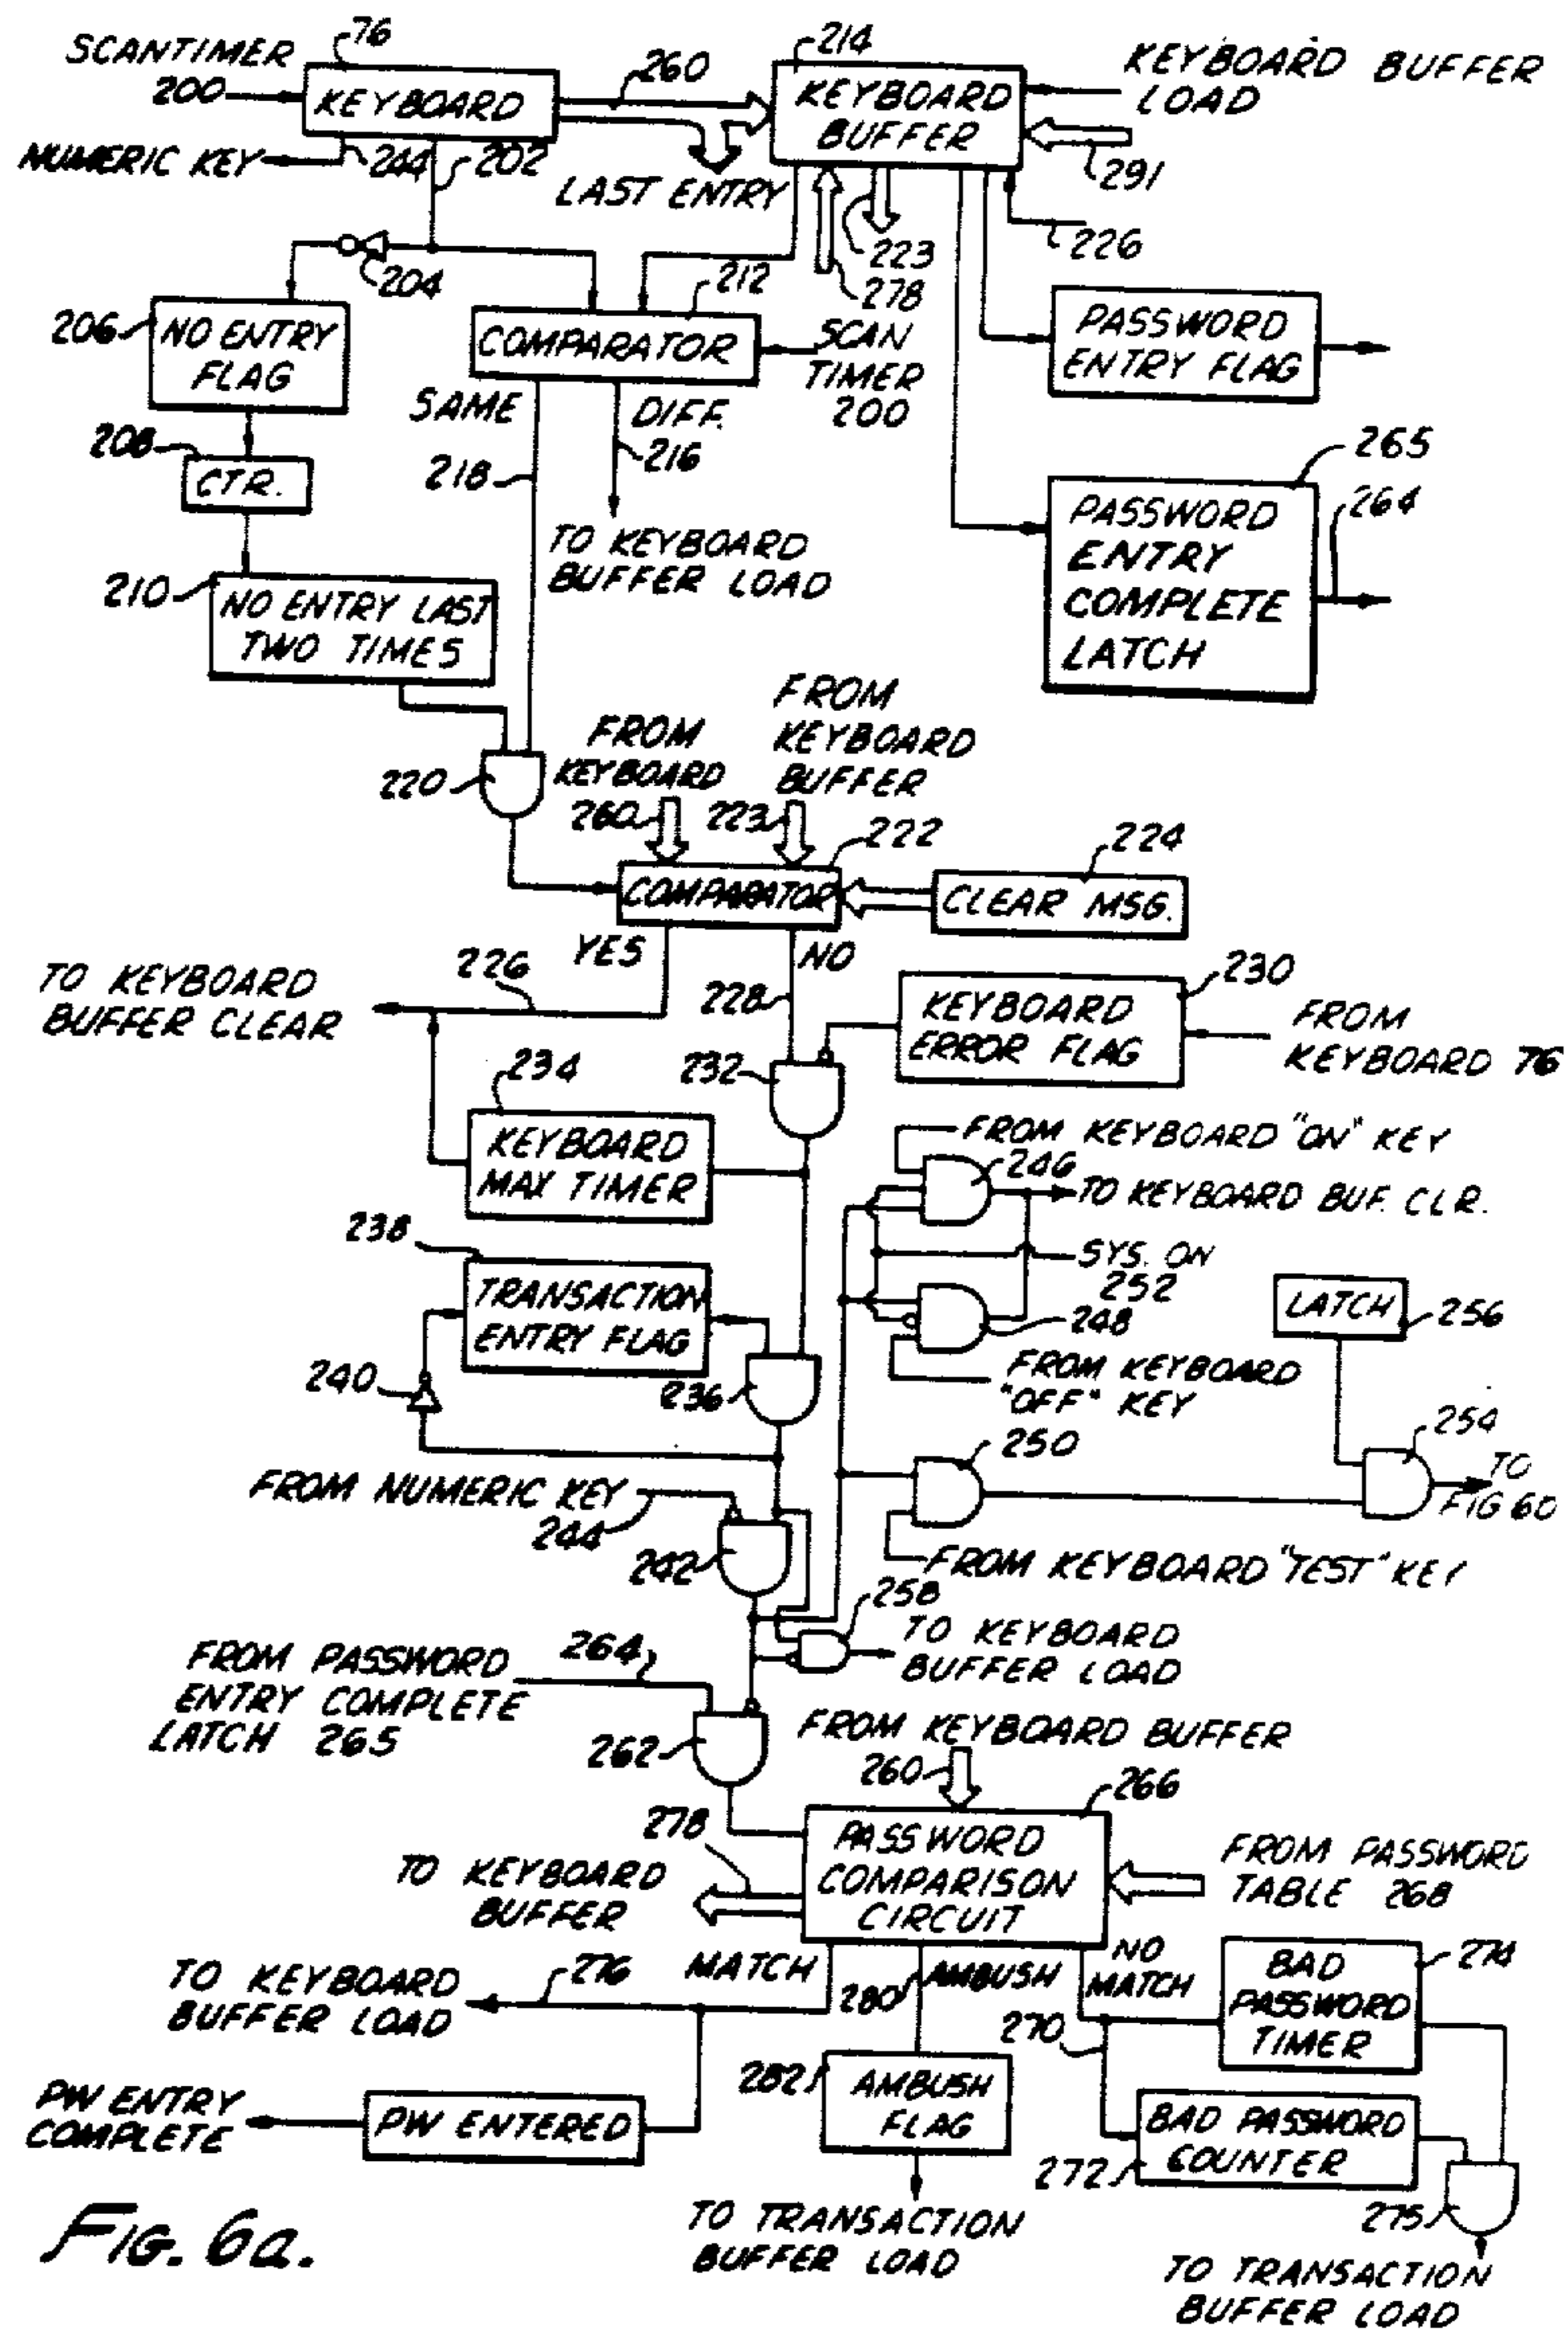 76
214
SCANTIMER
200
KEYBOARD
260
KEYBOARD
BUFFER
KEYBOARD BUFFER
LOAD
NUMERIC KEY
244
202
LAST ENTRY
291
223
226
204
278
212
206
NO ENTRY
FLAG
COMPARATOR
SCAN
TIMER
200
PASSWORD
ENTRY FLAG
SAME
DIFF.
208
CTR.
218
216
265
264
TO KEYBOARD
BUFFER LOAD
PASSWORD
ENTRY
COMPLETE
LATCH
210
NO ENTRY LAST
TWO TIMES
FROM
KEYBOARD
260
FROM
KEYBOARD
BUFFER
223
220
222
224
COMPARATOR
CLEAR MSG.
YES
NO
TO KEYBOARD
BUFFER CLEAR
226
228
230
KEYBOARD
ERROR FLAG
FROM
KEYBOARD 76
234
232
KEYBOARD
MAX TIMER
FROM KEYBOARD "ON" KEY
246
TO KEYBOARD BUF. CLR.
238
SYS. ON
252
TRANSACTION
ENTRY FLAG
248
LATCH
256
240
236
FROM KEYBOARD
"OFF" KEY
254
250
TO
FIG 60
FROM NUMERIC KEY
244
242
FROM KEYBOARD "TEST" KEY
258
TO KEYBOARD
BUFFER LOAD
FROM PASSWORD
ENTRY COMPLETE
LATCH 265
264
262
FROM KEYBOARD BUFFER
260
266
278
PASSWORD
COMPARISON
CIRCUIT
TO KEYBOARD
BUFFER
FROM PASSWORD
TABLE 268
TO KEYBOARD
BUFFER LOAD
276
MATCH
280
AMBUSH
NO
MATCH
270
BAD
PASSWORD
TIMER
274
PW ENTRY
COMPLETE
PW ENTERED
282
AMBUSH
FLAG
BAD PASSWORD
COUNTER
272
275
TO TRANSACTION
BUFFER LOAD
TO TRANSACTION
BUFFER LOAD
FIG. 6a.